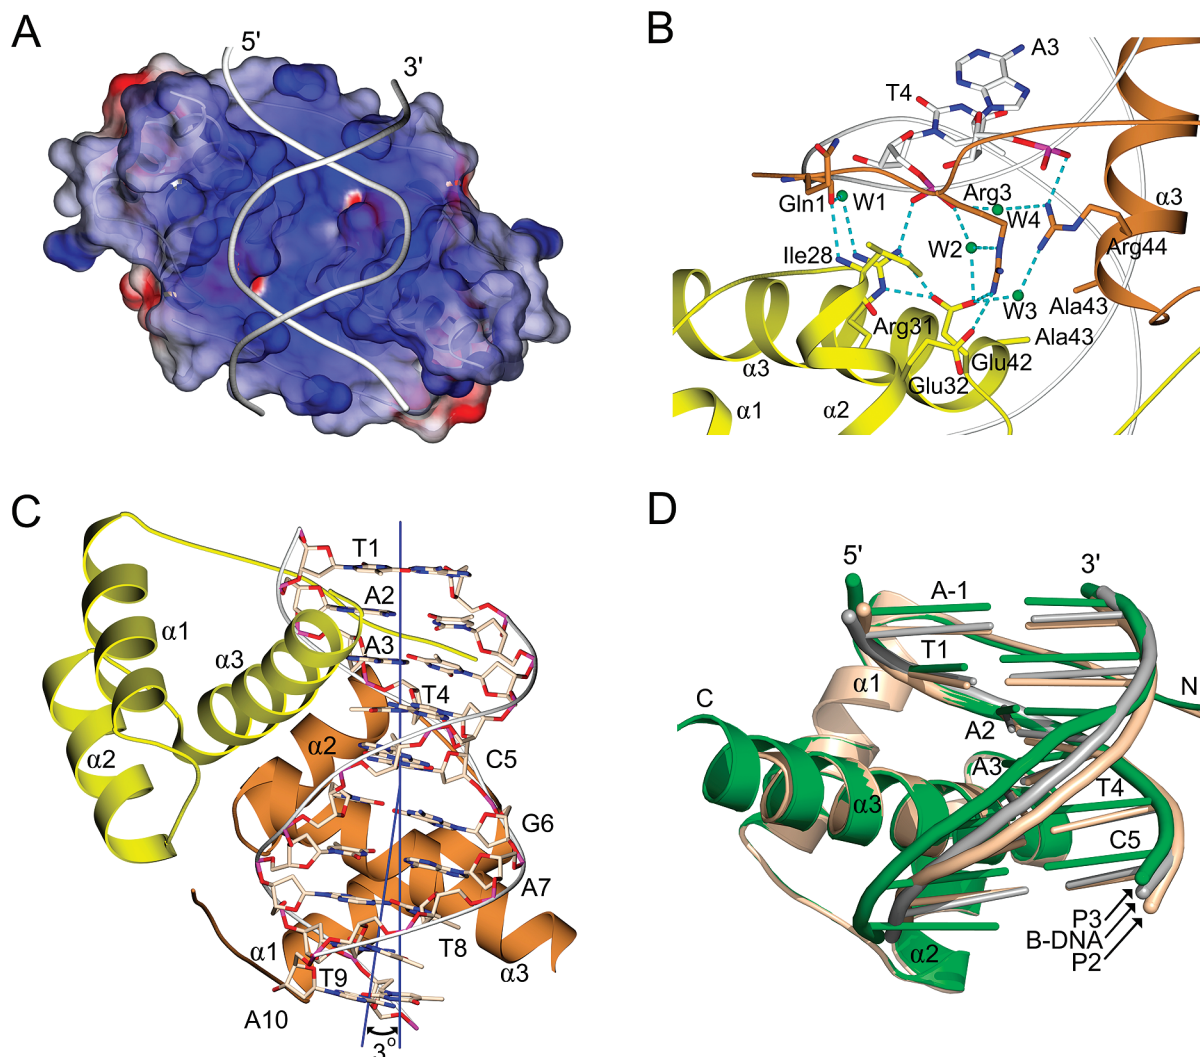 A
5'
3'
B
A3
T4
Gln1
W1
Arg3
W4
α3
Arg44
Ile28
W2
Ala43
W3
Arg31
Ala43
α3
Glu42
Glu32
α1
α2
C
T1
A2
α1
A3
α3
T4
α2
α2
C5
G6
A7
α1
T8
α3
T9
A10
3°
D
5'
3'
A-1
T1
α1
C
N
A2
A3
α3
T4
C5
P3
B-DNA
P2
α2